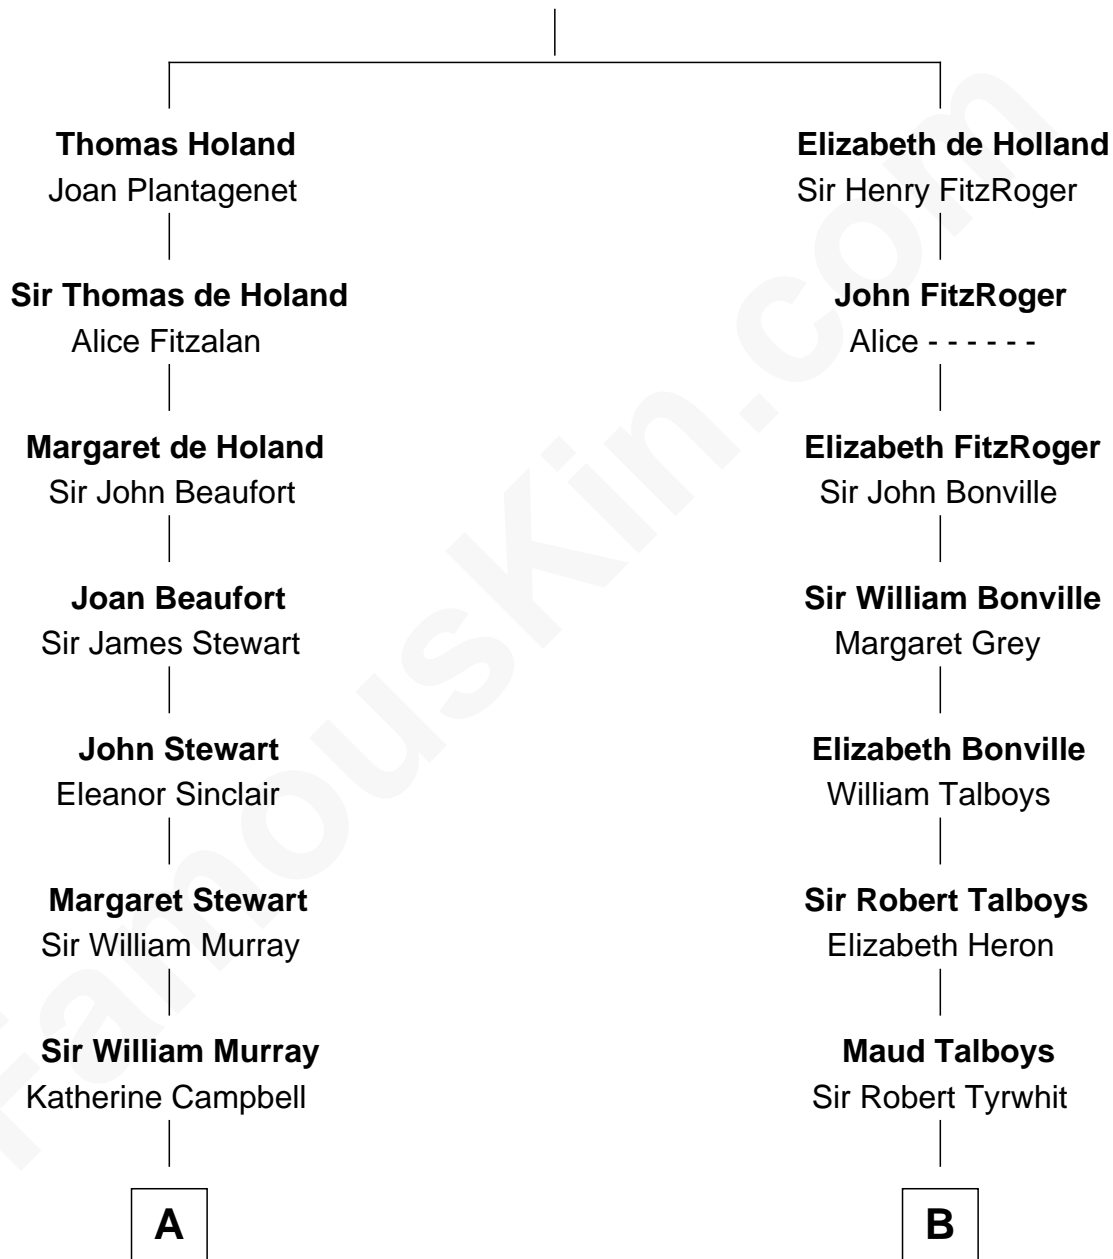 Thomas Holand
Joan Plantagenet
Sir Thomas de Holand
Alice Fitzalan
Margaret de Holand
Sir John Beaufort
Joan Beaufort
Sir James Stewart
John Stewart
Eleanor Sinclair
Margaret Stewart
Sir William Murray
Sir William Murray
Katherine Campbell
A
Elizabeth de Holland
Sir Henry FitzRoger
John FitzRoger
Alice - - - - - -
Elizabeth FitzRoger
Sir John Bonville
Sir William Bonville
Margaret Grey
Elizabeth Bonville
William Talboys
Sir Robert Talboys
Elizabeth Heron
Maud Talboys
Sir Robert Tyrwhit
B
FamousKin.com